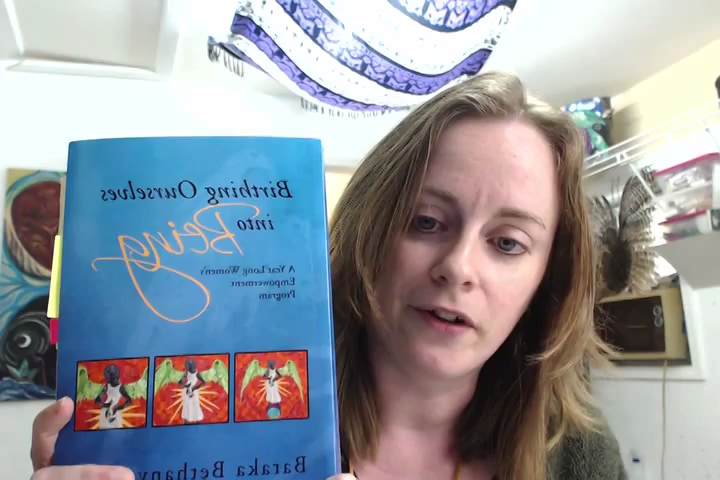 Birthing Ourselves
into
Being
A Year Long Women's
Empowerment
Program
Baraka Bethany